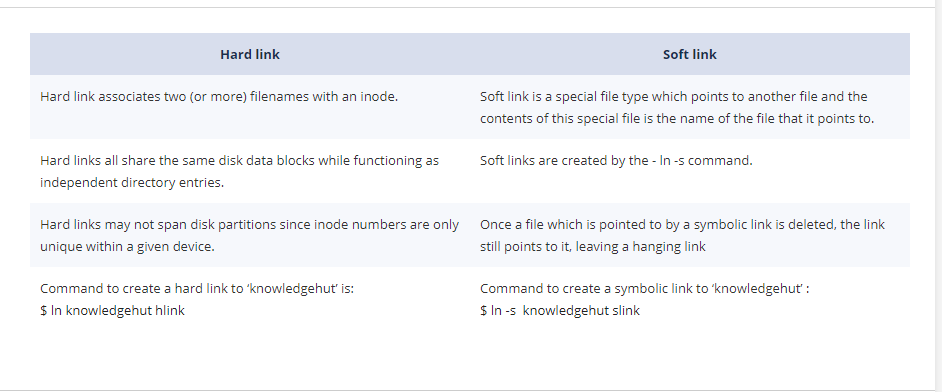 Hard link
Soft link
Hard link associates two (or more) filenames with an inode.
Soft link is a special file type which points to another file and the
contents of this special file is the name of the file that it points to.
Hard links all share the same disk data blocks while functioning as
independent directory entries.
Soft links are created by the - ln -s command.
Hard links may not span disk partitions since inode numbers are only
unique within a given device.
Once a file which is pointed to by a symbolic link is deleted, the link
still points to it, leaving a hanging link
Command to create a hard link to ‘knowledgehut’ is:
$ ln knowledgehut hlink
Command to create a symbolic link to ‘knowledgehut’ :
$ ln -s  knowledgehut slink